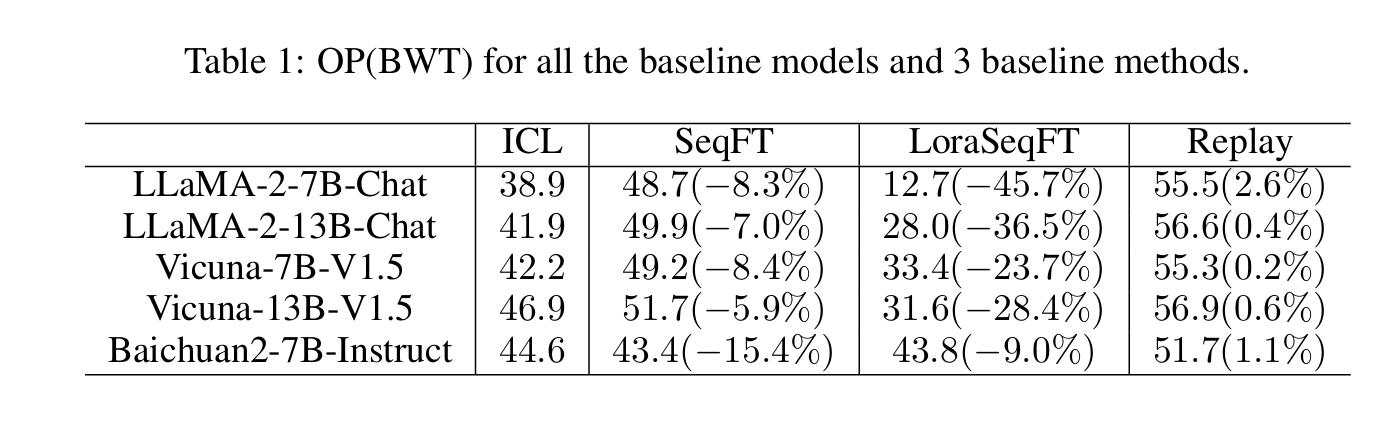 Table 1: OP(BWT) for all the baseline models and 3 baseline methods.
ICL SeqFT LoraSeqFT Replay
LLaMA-2-7B-Chat 38.9 48.7(−8.3%) 12.7(−45.7%) 55.5(2.6%)
LLaMA-2-13B-Chat 41.9 49.9(−7.0%) 28.0(−36.5%) 56.6(0.4%)
Vicuna-7B-V1.5 42.2 49.2(−8.4%) 33.4(−23.7%) 55.3(0.2%)
Vicuna-13B-V1.5 46.9 51.7(−5.9%) 31.6(−28.4%) 56.9(0.6%)
Baichuan2-7B-Instruct 44.6 43.4(−15.4%) 43.8(−9.0%) 51.7(1.1%)